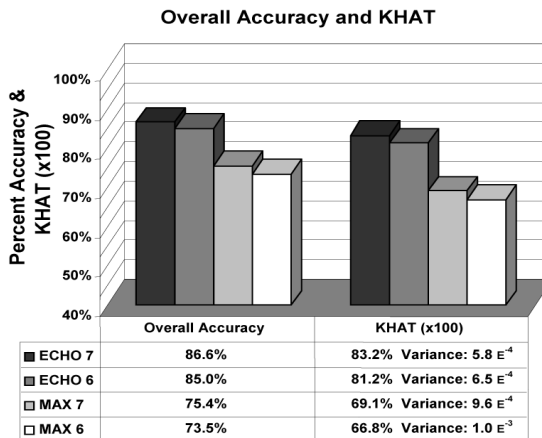 Overall Accuracy and KHAT
Percent Accuracy &
KHAT (x100)
100%
90%
80%
70%
60%
50%
40%
Overall Accuracy KHAT (x100)
ECHO 7 86.6% 83.2% Variance: 5.8 E⁻⁴
ECHO 6 85.0% 81.2% Variance: 6.5 E⁻⁴
MAX 7 75.4% 69.1% Variance: 9.6 E⁻⁴
MAX 6 73.5% 66.8% Variance: 1.0 E⁻³